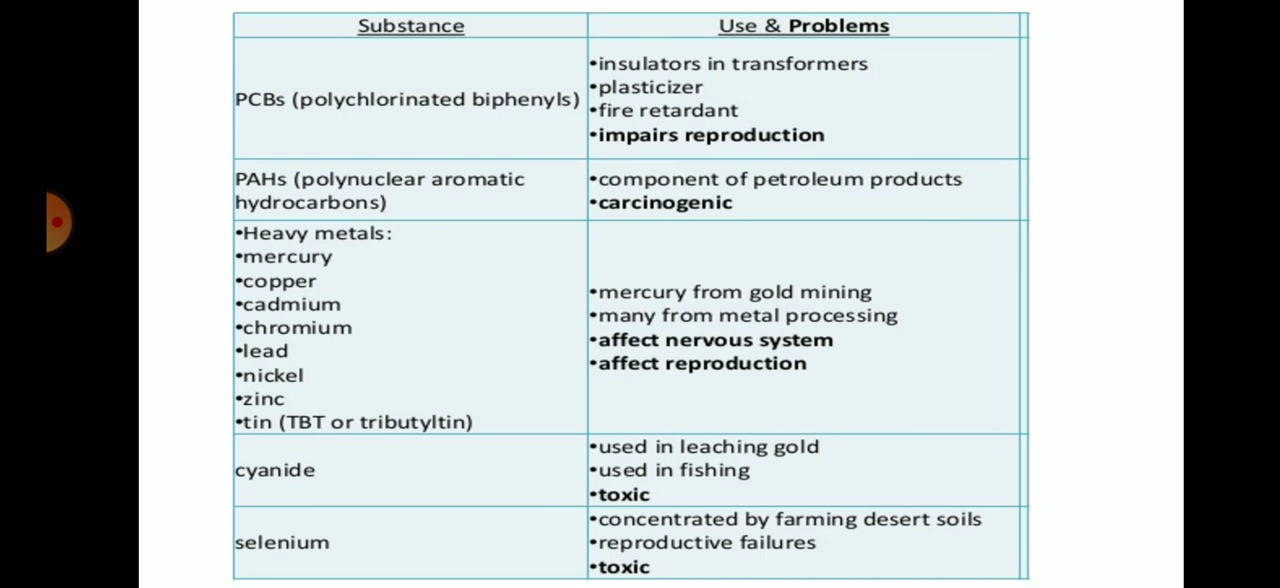 Substance
Use & Problems
PCBs (polychlorinated biphenyls)
•insulators in transformers
•plasticizer
•fire retardant
•impairs reproduction
PAHs (polynuclear aromatic
hydrocarbons)
•component of petroleum products
•carcinogenic
•Heavy metals:
•mercury
•copper
•cadmium
•chromium
•lead
•nickel
•zinc
•tin (TBT or tributyltin)
•mercury from gold mining
•many from metal processing
•affect nervous system
•affect reproduction
cyanide
•used in leaching gold
•used in fishing
•toxic
selenium
•concentrated by farming desert soils
•reproductive failures
•toxic